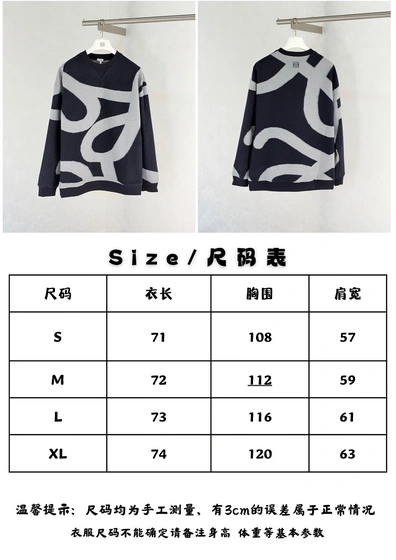 Size/尺码表
尺码 衣长 胸围 肩宽
S 71 108 57
M 72 112 59
L 73 116 61
XL 74 120 63
温馨提示: 尺码均为手工测量、有3cm的误差属于正常情况
衣服尺码不能确定请备注身高 体重等基本参数